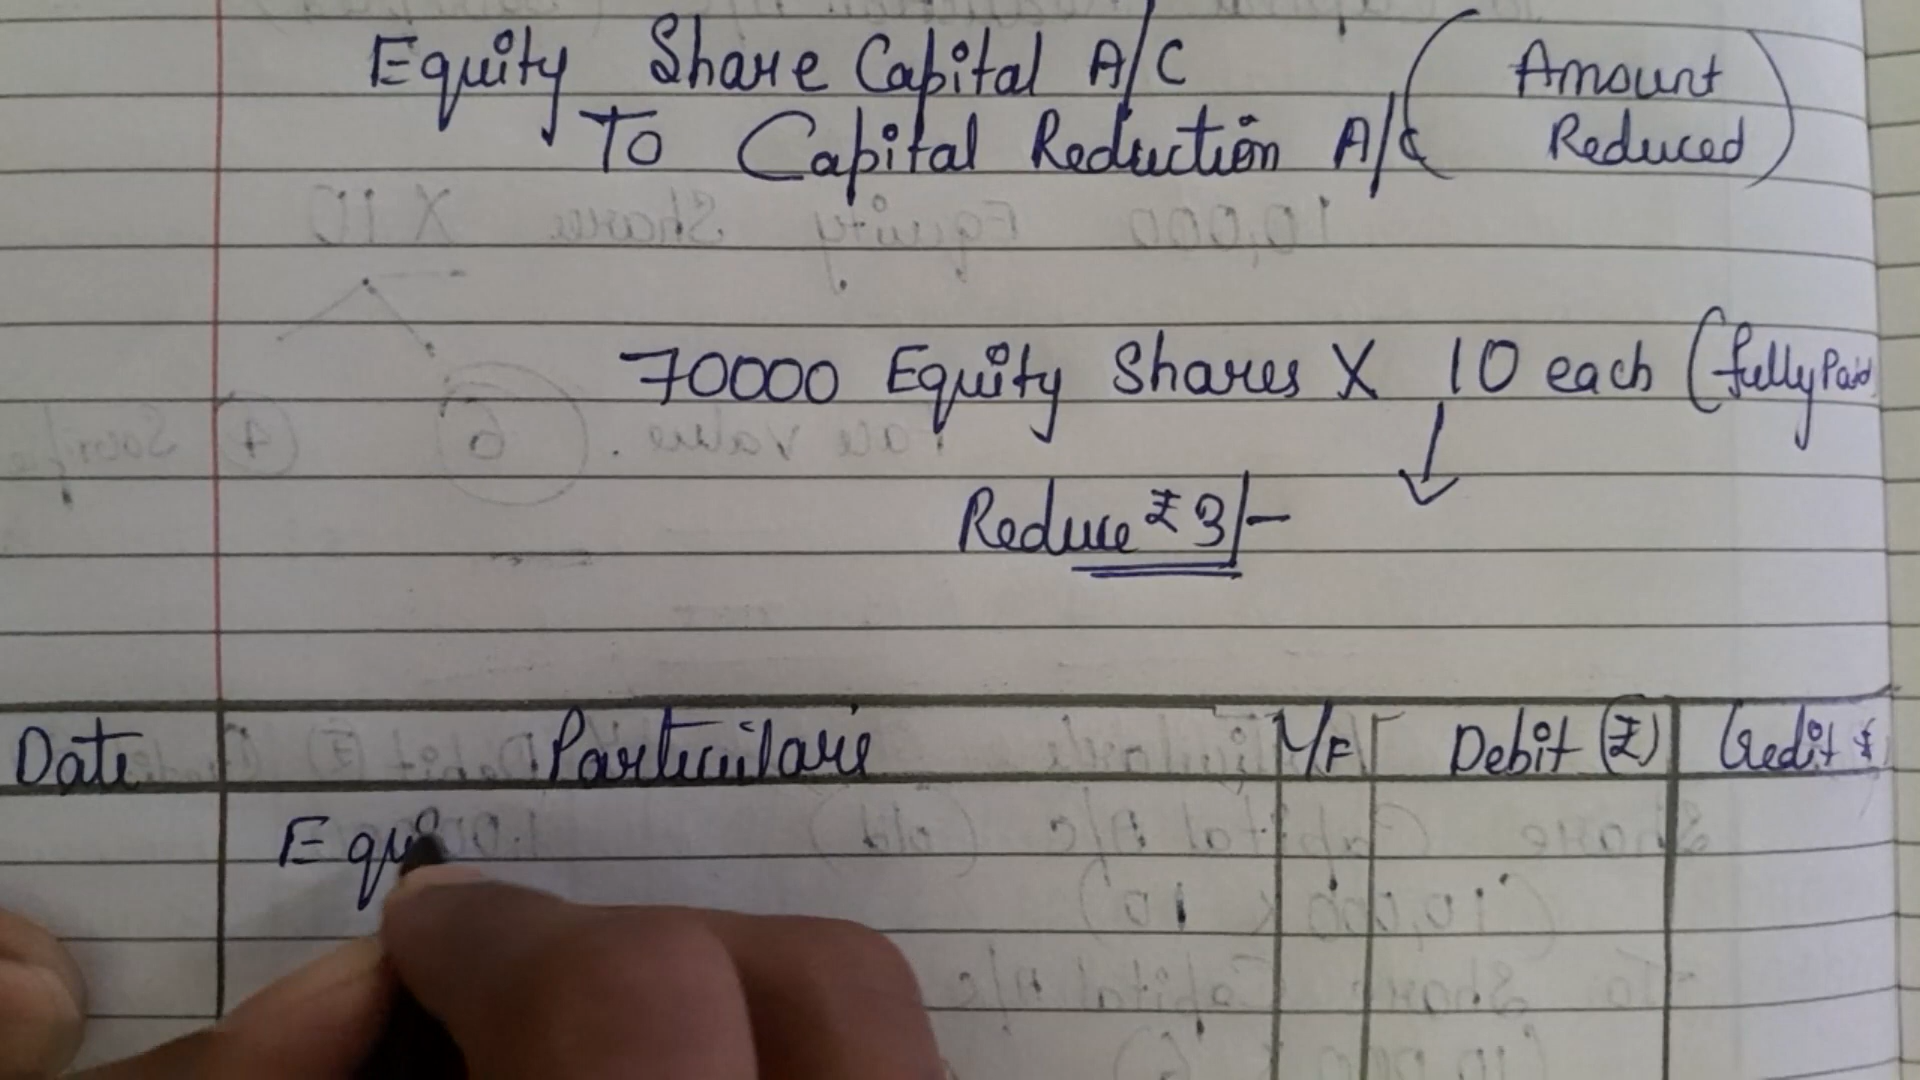 Equity Share Capital A/C
To Capital Reduction A/C (Amount Reduced)
70000 Equity Shares X 10 each (fully Paid
Reduce ₹ 3/-
Date Particulars L/F Debit (₹) Credit ₹
Equi